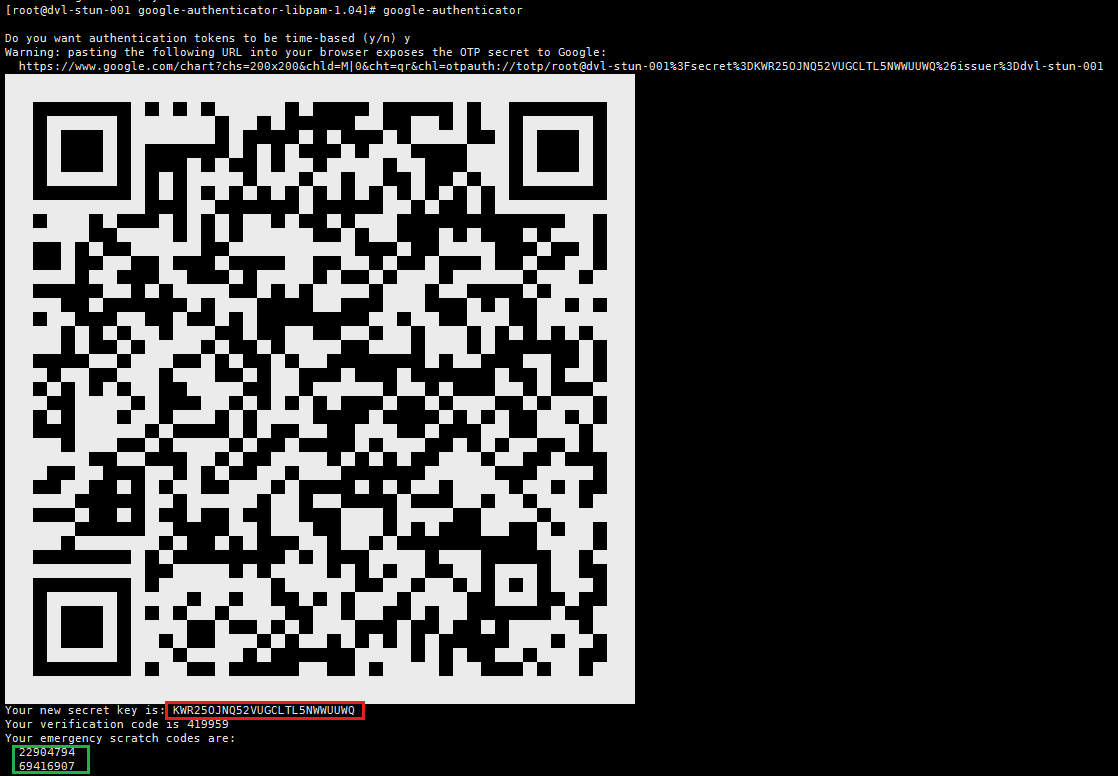 [root@dvl-stun-001 google-authenticator-libpam-1.04]# google-authenticator
Do you want authentication tokens to be time-based (y/n) y
Warning: pasting the following URL into your browser exposes the OTP secret to Google:
https://www.google.com/chart?chs=200x200&chld=M|0&cht=qr&chl=otpauth://totp/root@dvl-stun-001%3Fsecret%3DKWR25OJNQ52VUGCLTL5NWWUUWQ%26issuer%3Ddvl-stun-001
Your new secret key is: KWR25OJNQ52VUGCLTL5NWWUUWQ
Your verification code is 419959
Your emergency scratch codes are:
22904794
69416907